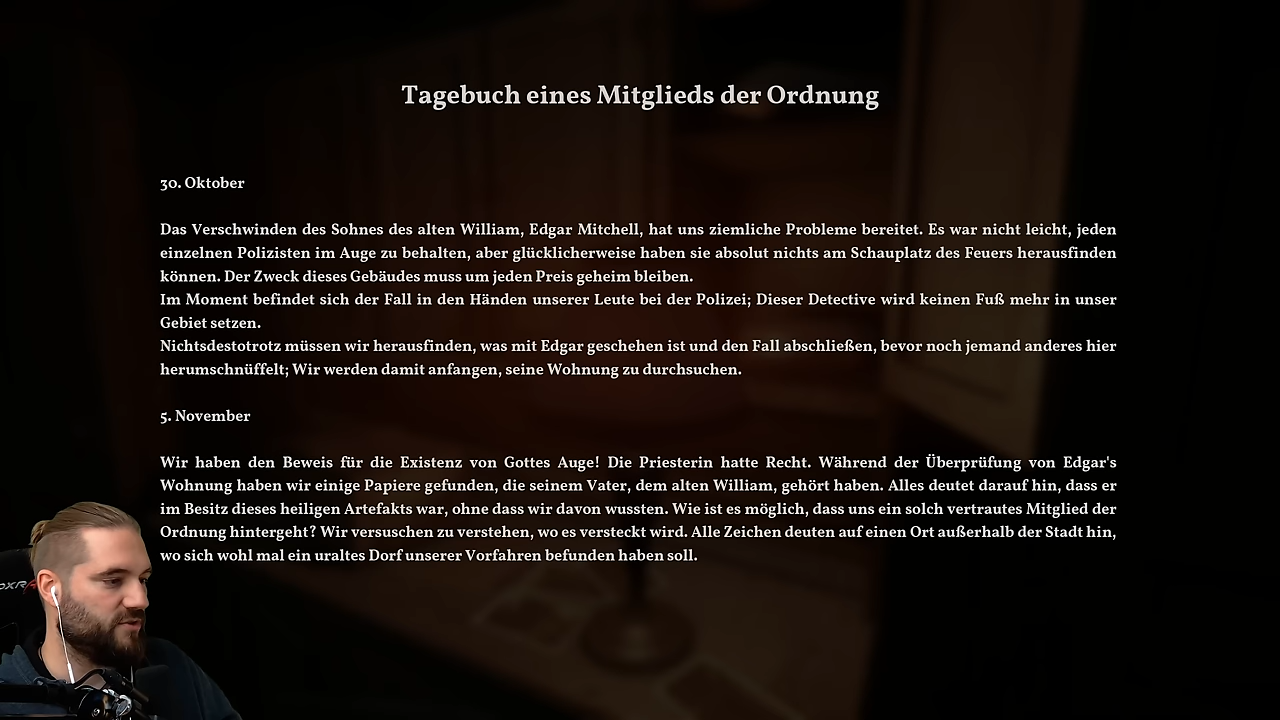 Tagebuch eines Mitglieds der Ordnung
30. Oktober
Das Verschwinden des Sohnes des alten William, Edgar Mitchell, hat uns ziemliche Probleme bereitet. Es war nicht leicht, jeden
einzelnen Polizisten im Auge zu behalten, aber glücklicherweise haben sie absolut nichts am Schauplatz des Feuers herausfinden
können. Der Zweck dieses Gebäudes muss um jeden Preis geheim bleiben.
Im Moment befindet sich der Fall in den Händen unserer Leute bei der Polizei; Dieser Detective wird keinen Fuß mehr in unser
Gebiet setzen.
Nichtsdestotrotz müssen wir herausfinden, was mit Edgar geschehen ist und den Fall abschließen, bevor noch jemand anderes hier
herumschnüffelt; Wir werden damit anfangen, seine Wohnung zu durchsuchen.
5. November
Wir haben den Beweis für die Existenz von Gottes Auge! Die Priesterin hatte Recht. Während der Überprüfung von Edgar's
Wohnung haben wir einige Papiere gefunden, die seinem Vater, dem alten William, gehört haben. Alles deutet darauf hin, dass er
im Besitz dieses heiligen Artefakts war, ohne dass wir davon wussten. Wie ist es möglich, dass uns ein solch vertrautes Mitglied der
Ordnung hintergeht? Wir versuschen zu verstehen, wo es versteckt wird. Alle Zeichen deuten auf einen Ort außerhalb der Stadt hin,
wo sich wohl mal ein uraltes Dorf unserer Vorfahren befunden haben soll.